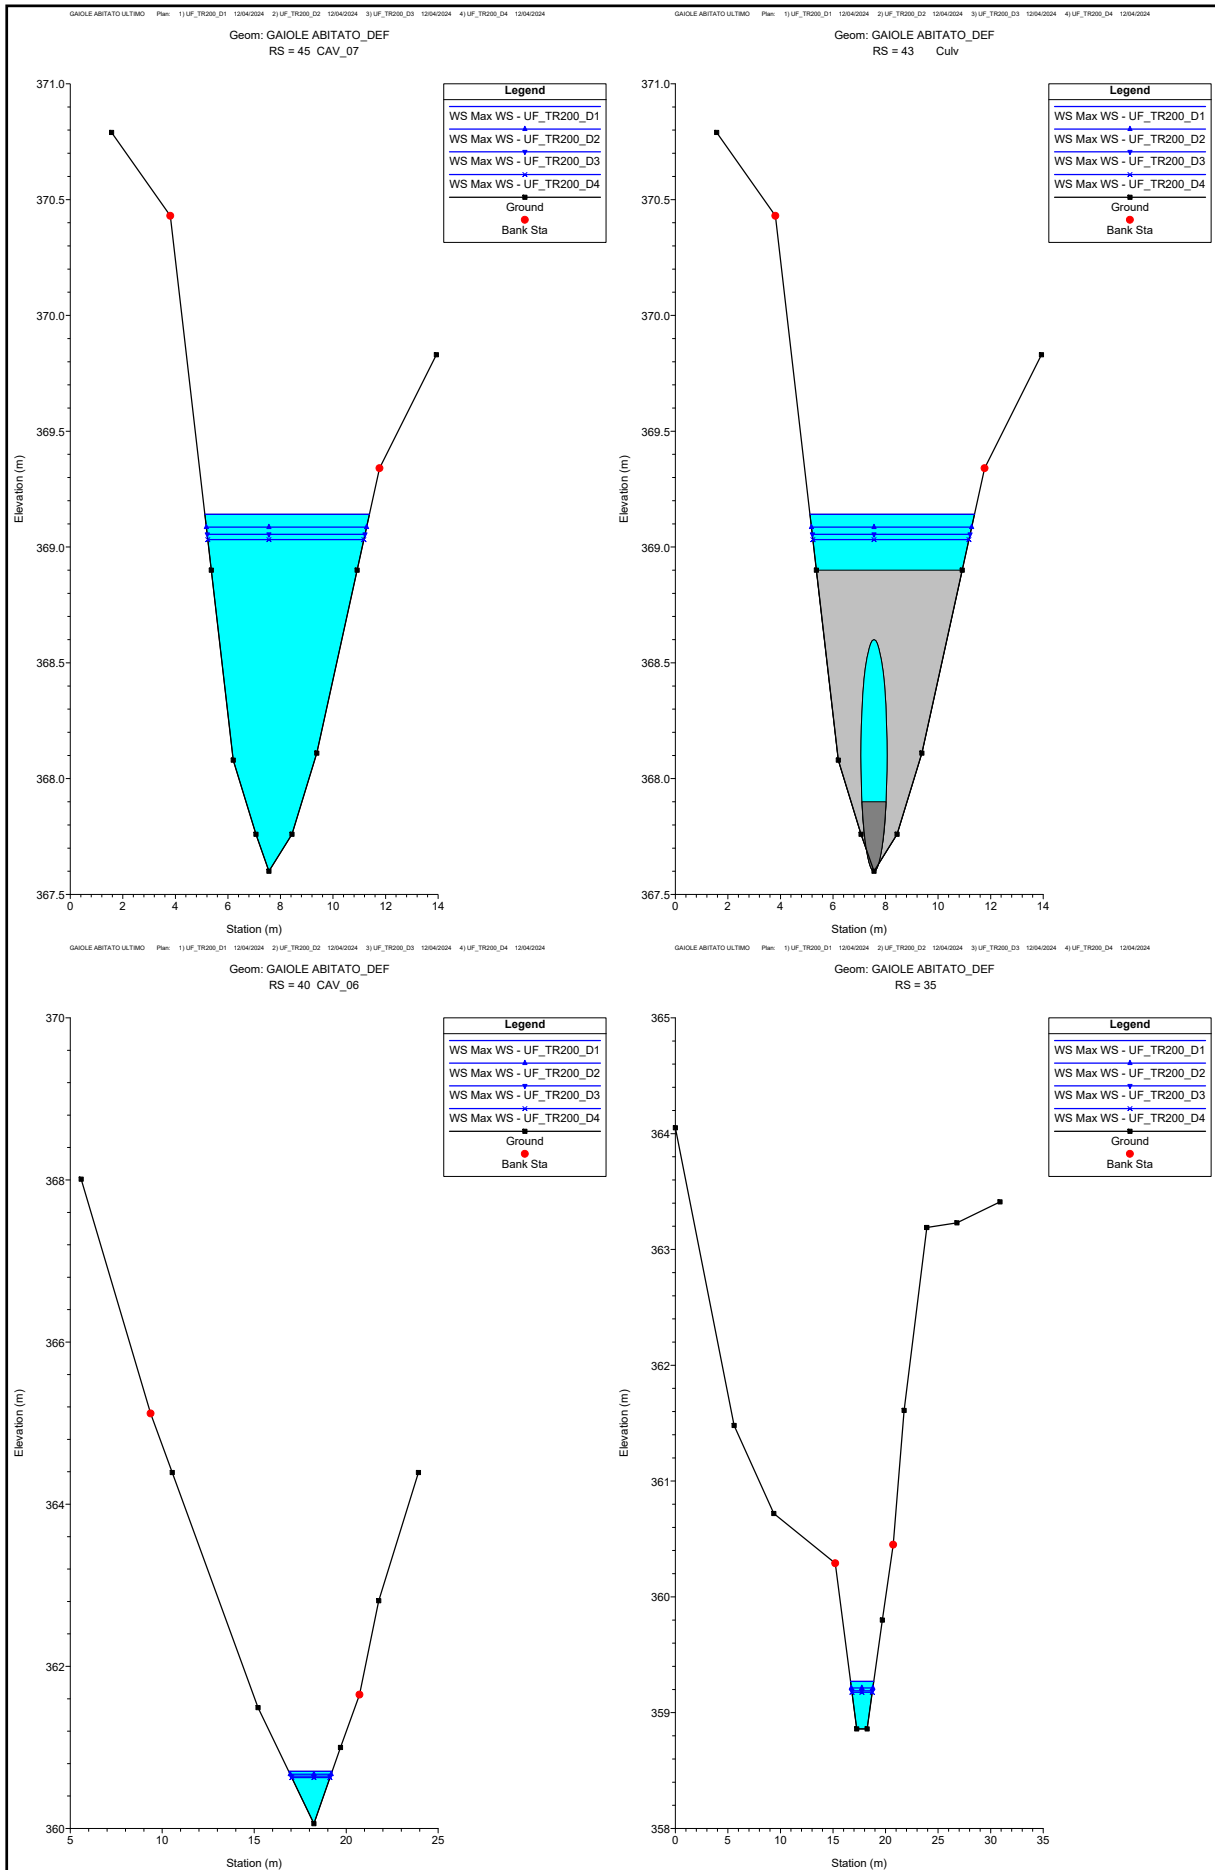 GAIOLE ABITATO ULTIMO Plan: 1) UF_TR200_D1 12/04/2024 2) UF_TR200_D2 12/04/2024 3) UF_TR200_D3 12/04/2024 4) UF_TR200_D4 12/04/2024
Geom: GAIOLE ABITATO_DEF
RS = 45 CAV_07
371.0
370.5
370.0
369.5
369.0
368.5
368.0
367.5
Elevation (m)
0 2 4 6 8 10 12 14
Station (m)
Legend
WS Max WS - UF_TR200_D1
WS Max WS - UF_TR200_D2
WS Max WS - UF_TR200_D3
WS Max WS - UF_TR200_D4
Ground
Bank Sta
GAIOLE ABITATO ULTIMO Plan: 1) UF_TR200_D1 12/04/2024 2) UF_TR200_D2 12/04/2024 3) UF_TR200_D3 12/04/2024 4) UF_TR200_D4 12/04/2024
Geom: GAIOLE ABITATO_DEF
RS = 43 Culv
371.0
370.5
370.0
369.5
369.0
368.5
368.0
367.5
Elevation (m)
0 2 4 6 8 10 12 14
Station (m)
Legend
WS Max WS - UF_TR200_D1
WS Max WS - UF_TR200_D2
WS Max WS - UF_TR200_D3
WS Max WS - UF_TR200_D4
Ground
Bank Sta
GAIOLE ABITATO ULTIMO Plan: 1) UF_TR200_D1 12/04/2024 2) UF_TR200_D2 12/04/2024 3) UF_TR200_D3 12/04/2024 4) UF_TR200_D4 12/04/2024
Geom: GAIOLE ABITATO_DEF
RS = 40 CAV_06
370
368
366
364
362
360
Elevation (m)
5 10 15 20 25
Station (m)
Legend
WS Max WS - UF_TR200_D1
WS Max WS - UF_TR200_D2
WS Max WS - UF_TR200_D3
WS Max WS - UF_TR200_D4
Ground
Bank Sta
GAIOLE ABITATO ULTIMO Plan: 1) UF_TR200_D1 12/04/2024 2) UF_TR200_D2 12/04/2024 3) UF_TR200_D3 12/04/2024 4) UF_TR200_D4 12/04/2024
Geom: GAIOLE ABITATO_DEF
RS = 35
365
364
363
362
361
360
359
358
Elevation (m)
0 5 10 15 20 25 30 35
Station (m)
Legend
WS Max WS - UF_TR200_D1
WS Max WS - UF_TR200_D2
WS Max WS - UF_TR200_D3
WS Max WS - UF_TR200_D4
Ground
Bank Sta